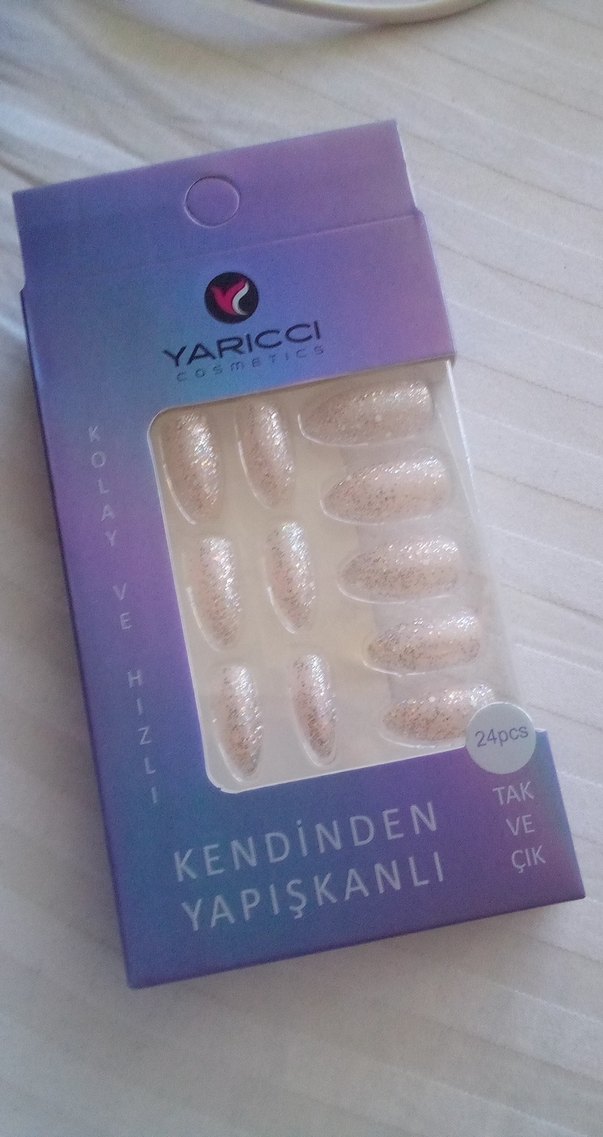 YARICCI
COSMETICS
KOLAY VE HIZLI
24pcs
TAK
VE
ÇIK
KENDİNDEN
YAPIŞKANLI